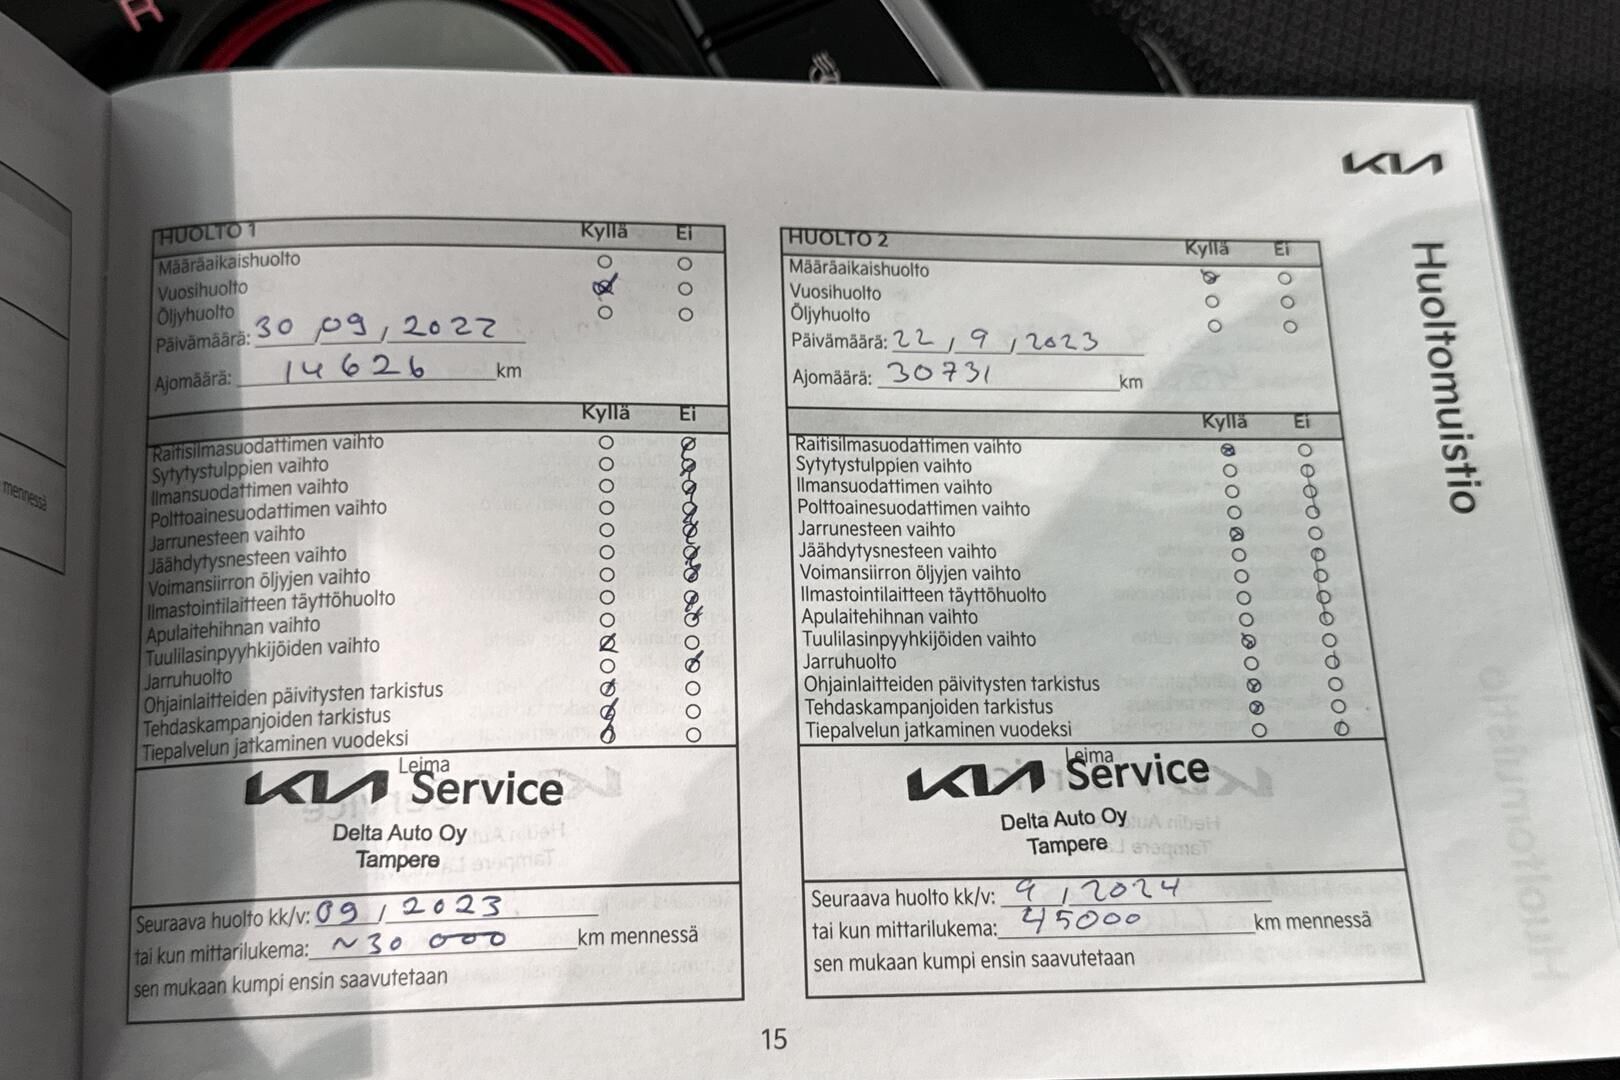 KIA
Huoltomuistio
HUOLTO 1 Kyllä Ei
Määräaikaishuolto
Vuosihuolto
Öljyhuolto
Päivämäärä: 30 / 09 / 2022
Ajomäärä: 14626 km
Kyllä Ei
Raitisilmasuodattimen vaihto
Sytytystulppien vaihto
Ilmansuodattimen vaihto
Polttoainesuodattimen vaihto
Jarrunesteen vaihto
Jäähdytysnesteen vaihto
Voimansiirron öljyjen vaihto
Ilmastointilaitteen täyttöhuolto
Apulaitehihnan vaihto
Tuulilasinpyyhkijöiden vaihto
Jarruhuolto
Ohjainlaitteiden päivitysten tarkistus
Tehdaskampanjoiden tarkistus
Tiepalvelun jatkaminen vuodeksi
Leima
KIA Service
Delta Auto Oy
Tampere
Seuraava huolto kk/v: 09 / 2023
tai kun mittarilukema: ~30 000 km mennessä
sen mukaan kumpi ensin saavutetaan
HUOLTO 2 Kyllä Ei
Määräaikaishuolto
Vuosihuolto
Öljyhuolto
Päivämäärä: 22 / 9 / 2023
Ajomäärä: 30731 km
Kyllä Ei
Raitisilmasuodattimen vaihto
Sytytystulppien vaihto
Ilmansuodattimen vaihto
Polttoainesuodattimen vaihto
Jarrunesteen vaihto
Jäähdytysnesteen vaihto
Voimansiirron öljyjen vaihto
Ilmastointilaitteen täyttöhuolto
Apulaitehihnan vaihto
Tuulilasinpyyhkijöiden vaihto
Jarruhuolto
Ohjainlaitteiden päivitysten tarkistus
Tehdaskampanjoiden tarkistus
Tiepalvelun jatkaminen vuodeksi
Leima
KIA Service
Delta Auto Oy
Tampere
Seuraava huolto kk/v: 9 / 2024
tai kun mittarilukema: 45000 km mennessä
sen mukaan kumpi ensin saavutetaan
15
mennessä